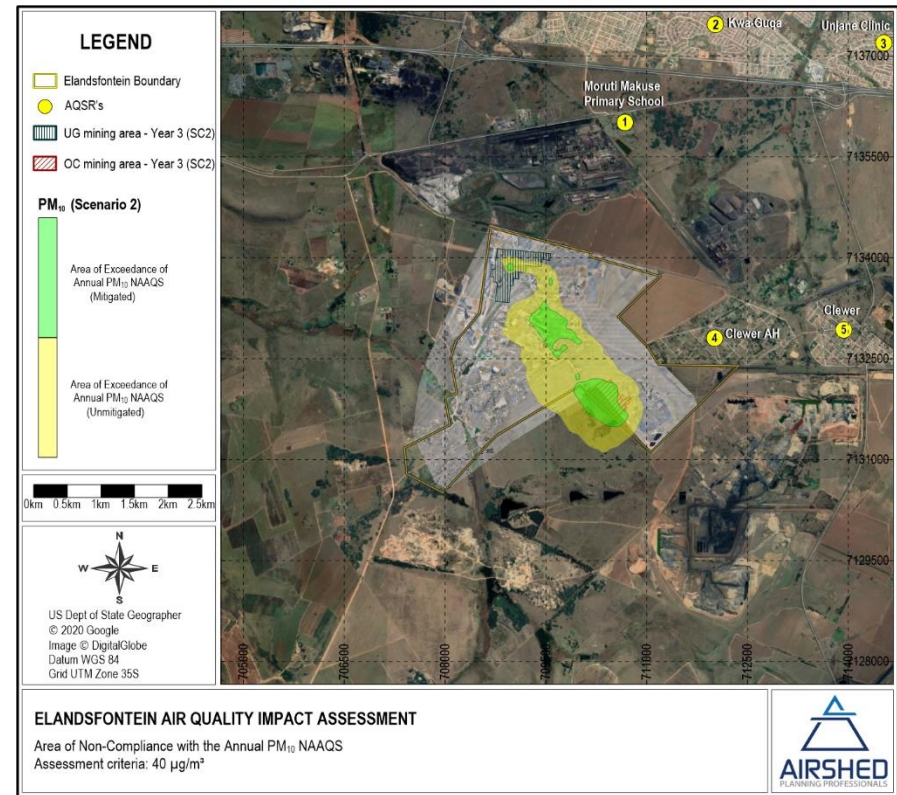 LEGEND
Elandsfontein Boundary
AQSR's
UG mining area - Year 3 (SC2)
OC mining area - Year 3 (SC2)
PM₁₀ (Scenario 2)
Area of Exceedance of
Annual PM₁₀ NAAQS
(Mitigated)
Area of Exceedance of
Annual PM₁₀ NAAQS
(Unmitigated)
0km 0.5km 1km 1.5km 2km 2.5km
N
W E
S
US Dept of State Geographer
© 2020 Google
Image © DigitalGlobe
Datum WGS 84
Grid UTM Zone 35S
2 Kwa-Guqa
Unjane Clinic
3
7137000
Moruti Makuse
Primary School
1
7135500
7134000
4 Clewer AH
Clewer
5
7132500
7131000
7129500
7128000
705000
706500
708000
711000
712500
714000
ELANDSFONTEIN AIR QUALITY IMPACT ASSESSMENT
Area of Non-Compliance with the Annual PM₁₀ NAAQS
Assessment criteria: 40 µg/m³
AIRSHED
PLANNING PROFESSIONALS